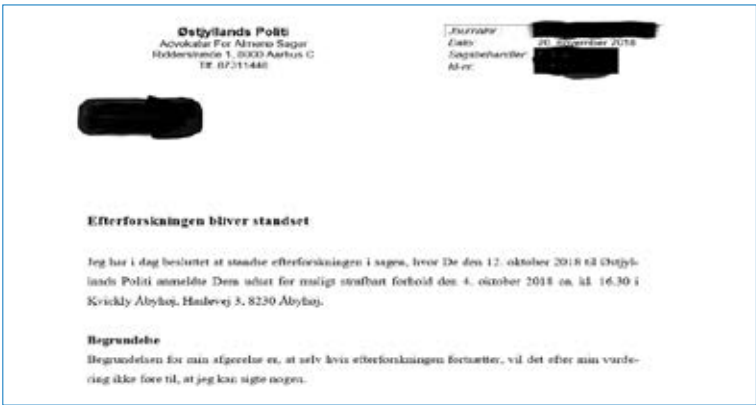 Østjyllands Politi
Advokatur For Almene Sager
Ridderstræde 1, 8000 Aarhus C
Tlf. 87311448
Journalnr
Dato
20. november 2018
Sagsbehandler
Id-nr.
Efterforskningen bliver standset
Jeg har i dag besluttet at standse efterforskningen i sagen, hvor De den 12. oktober 2018 til Østjyl-
lands Politi anmeldte Dem udsat for muligt strafbart forhold den 4. oktober 2018 ca. kl. 16.30 i
Kvickly Åbyhøj, Haslevej 3, 8230 Åbyhøj.
Begrundelse
Begrundelsen for min afgørelse er, at selv hvis efterforskningen fortsætter, vil det efter min vurde-
ring ikke føre til, at jeg kan sigte nogen.